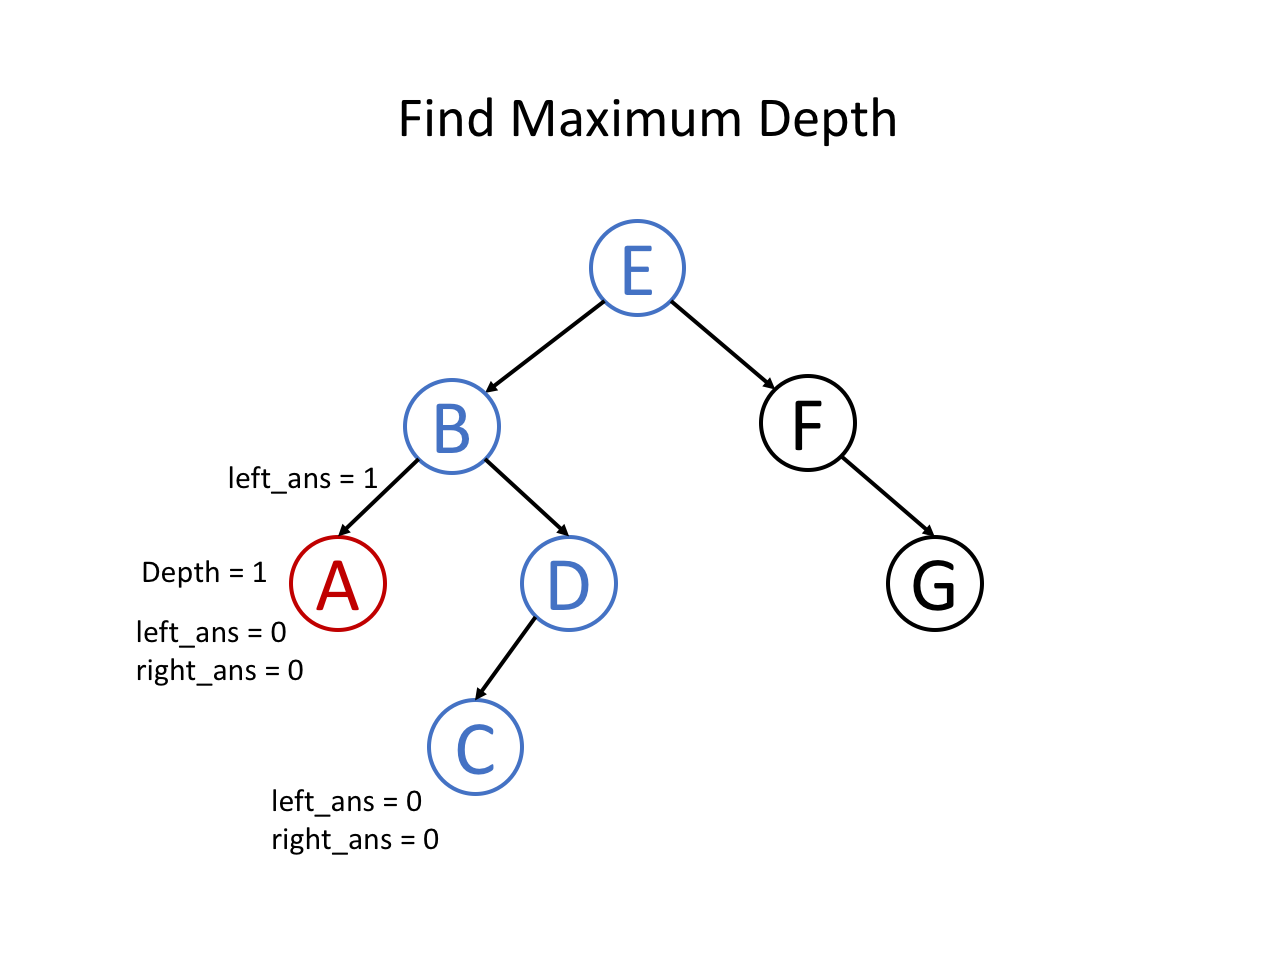 Find Maximum Depth
E
B
F
left_ans = 1
Depth = 1
A
D
G
left_ans = 0
right_ans = 0
C
left_ans = 0
right_ans = 0